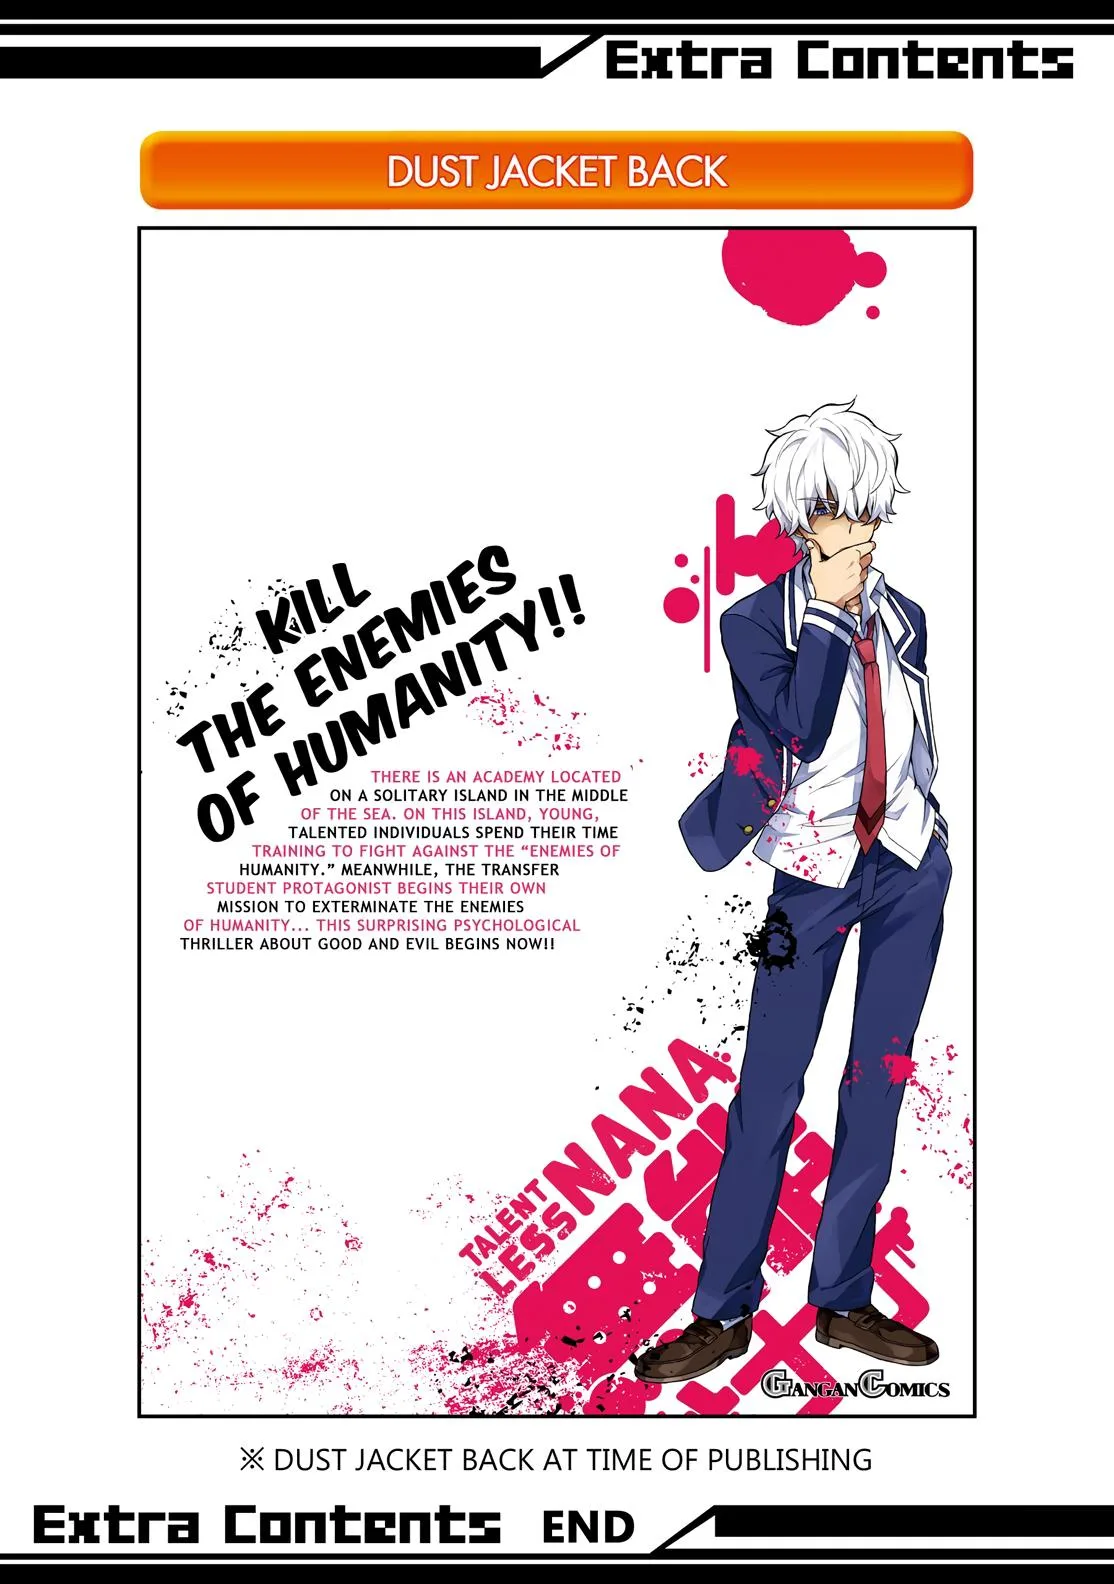 Extra Contents
DUST JACKET BACK
KILL
THE ENEMIES
OF HUMANITY!!
THERE IS AN ACADEMY LOCATED
ON A SOLITARY ISLAND IN THE MIDDLE
OF THE SEA. ON THIS ISLAND, YOUNG,
TALENTED INDIVIDUALS SPEND THEIR TIME
TRAINING TO FIGHT AGAINST THE “ENEMIES OF
HUMANITY.” MEANWHILE, THE TRANSFER
STUDENT PROTAGONIST BEGINS THEIR OWN
MISSION TO EXTERMINATE THE ENEMIES
OF HUMANITY... THIS SURPRISING PSYCHOLOGICAL
THRILLER ABOUT GOOD AND EVIL BEGINS NOW!!
TALENT
LESS NANA
GANGAN COMICS
※ DUST JACKET BACK AT TIME OF PUBLISHING
Extra Contents END